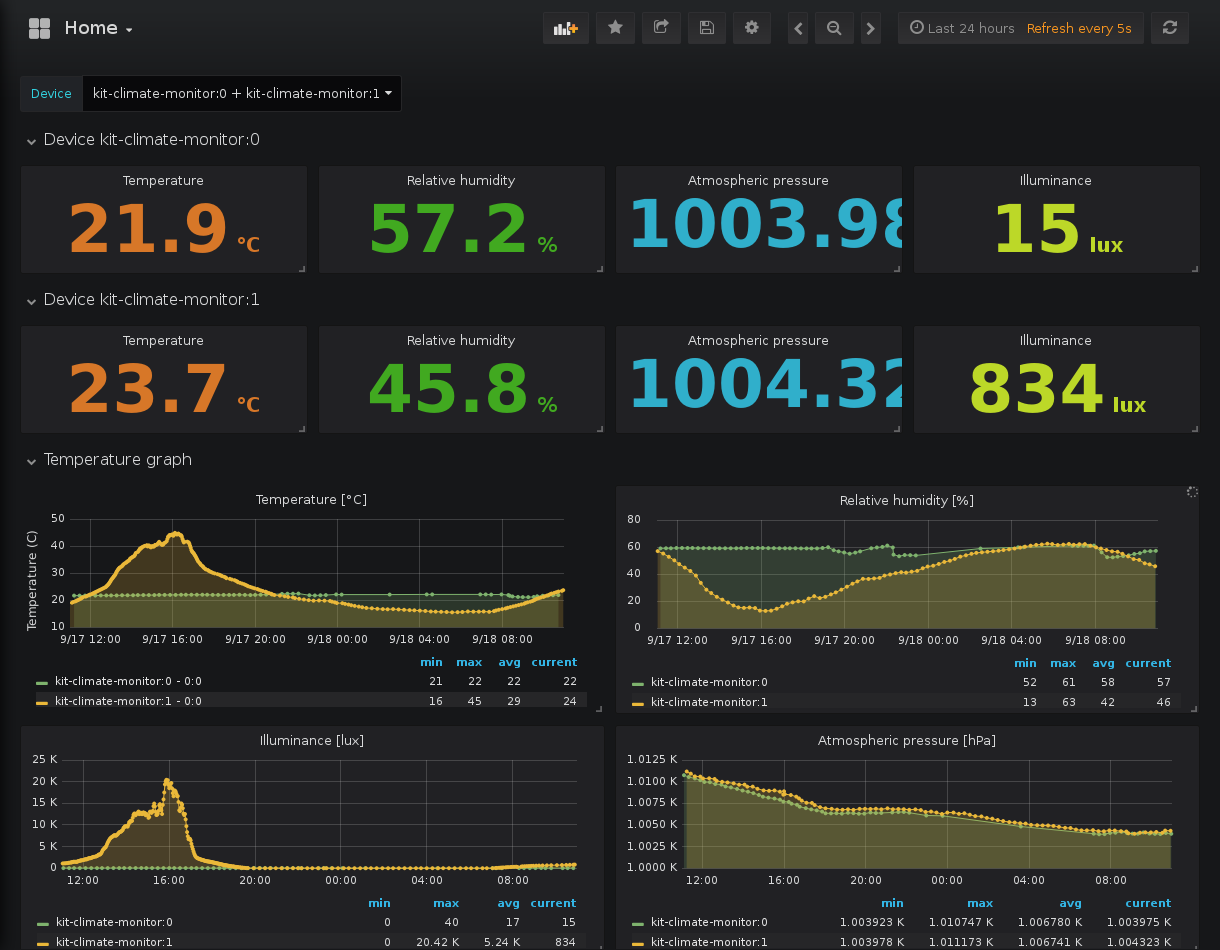 Home
Last 24 hours Refresh every 5s
Device kit-climate-monitor:0 + kit-climate-monitor:1
Device kit-climate-monitor:0
Temperature Relative humidity Atmospheric pressure Illuminance
21.9 °C 57.2 % 1003.98 15 lux
Device kit-climate-monitor:1
Temperature Relative humidity Atmospheric pressure Illuminance
23.7 °C 45.8 % 1004.32 834 lux
Temperature graph
Temperature [°C]
Temperature (C)
50
40
30
20
10
9/17 12:00 9/17 16:00 9/17 20:00 9/18 00:00 9/18 04:00 9/18 08:00
min max avg current
kit-climate-monitor:0 - 0:0 21 22 22 22
kit-climate-monitor:1 - 0:0 16 45 29 24
Relative humidity [%]
80
60
40
20
0
9/17 12:00 9/17 16:00 9/17 20:00 9/18 00:00 9/18 04:00 9/18 08:00
min max avg current
kit-climate-monitor:0 52 61 58 57
kit-climate-monitor:1 13 63 42 46
Illuminance [lux]
25 K
20 K
15 K
10 K
5 K
0
12:00 16:00 20:00 00:00 04:00 08:00
min max avg current
kit-climate-monitor:0 0 40 17 15
kit-climate-monitor:1 0 20.42 K 5.24 K 834
Atmospheric pressure [hPa]
1.0125 K
1.0100 K
1.0075 K
1.0050 K
1.0025 K
1.0000 K
12:00 16:00 20:00 00:00 04:00 08:00
min max avg current
kit-climate-monitor:0 1.003923 K 1.010747 K 1.006780 K 1.003975 K
kit-climate-monitor:1 1.003978 K 1.011173 K 1.006741 K 1.004323 K